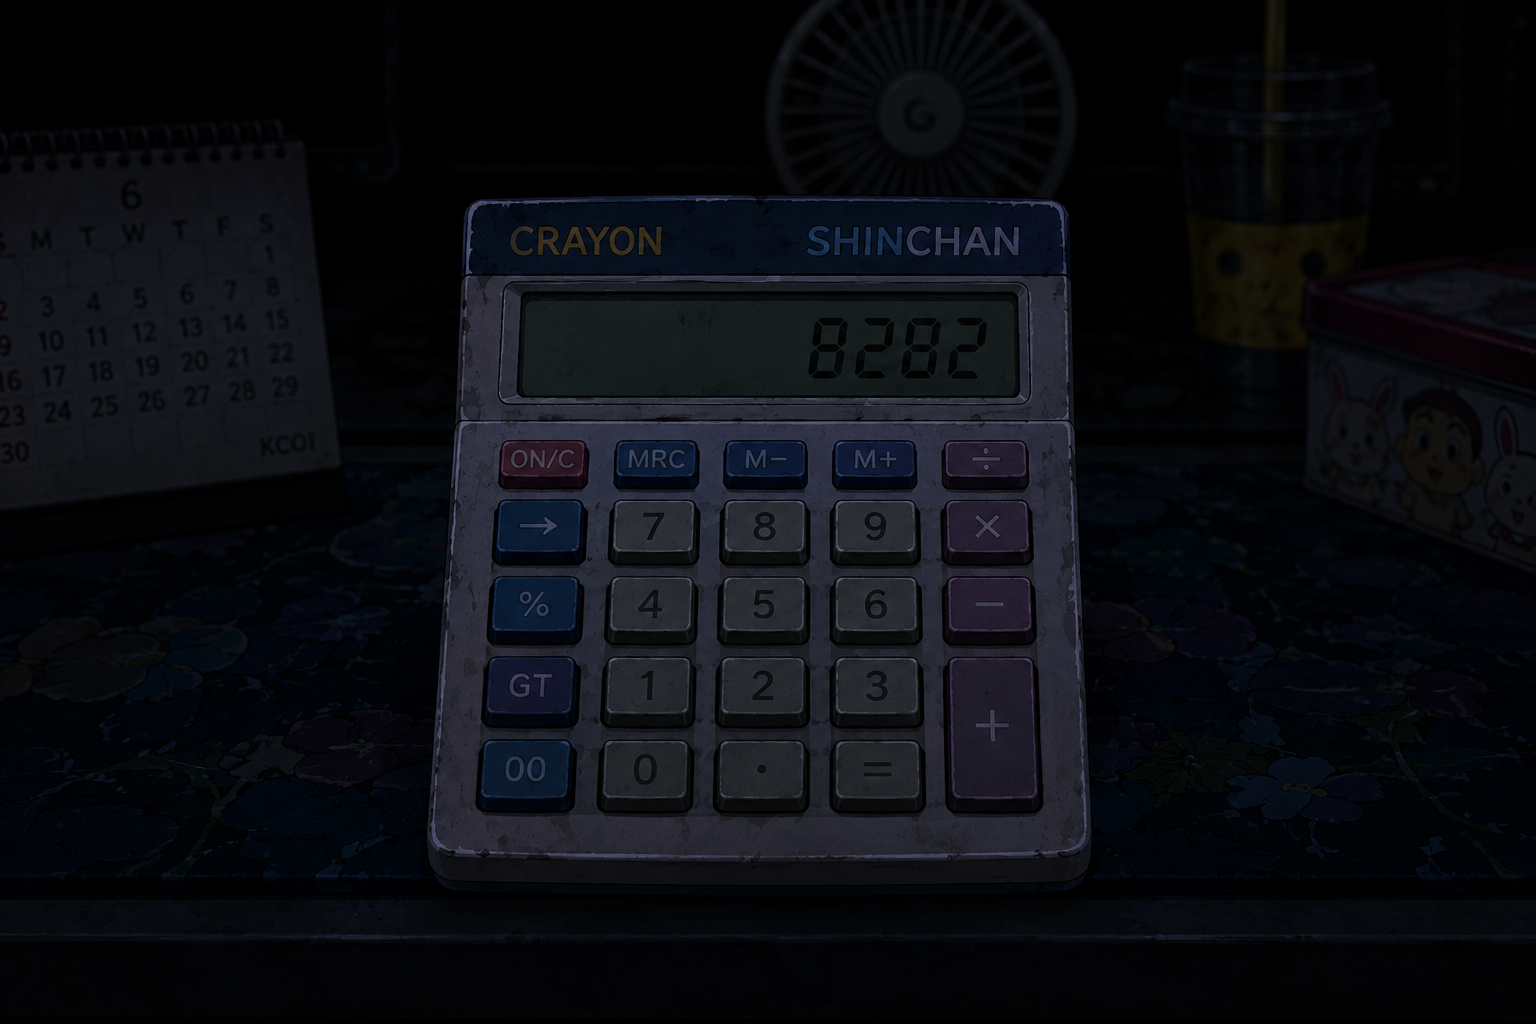 6
S M T W T F S
1
2 3 4 5 6 7 8
9 10 11 12 13 14 15
16 17 18 19 20 21 22
23 24 25 26 27 28 29
30
KCOI
G
CRAYON SHINCHAN
8282
ON/C MRC M− M+ ÷
→ 7 8 9 ×
% 4 5 6 −
GT 1 2 3 +
00 0 . =